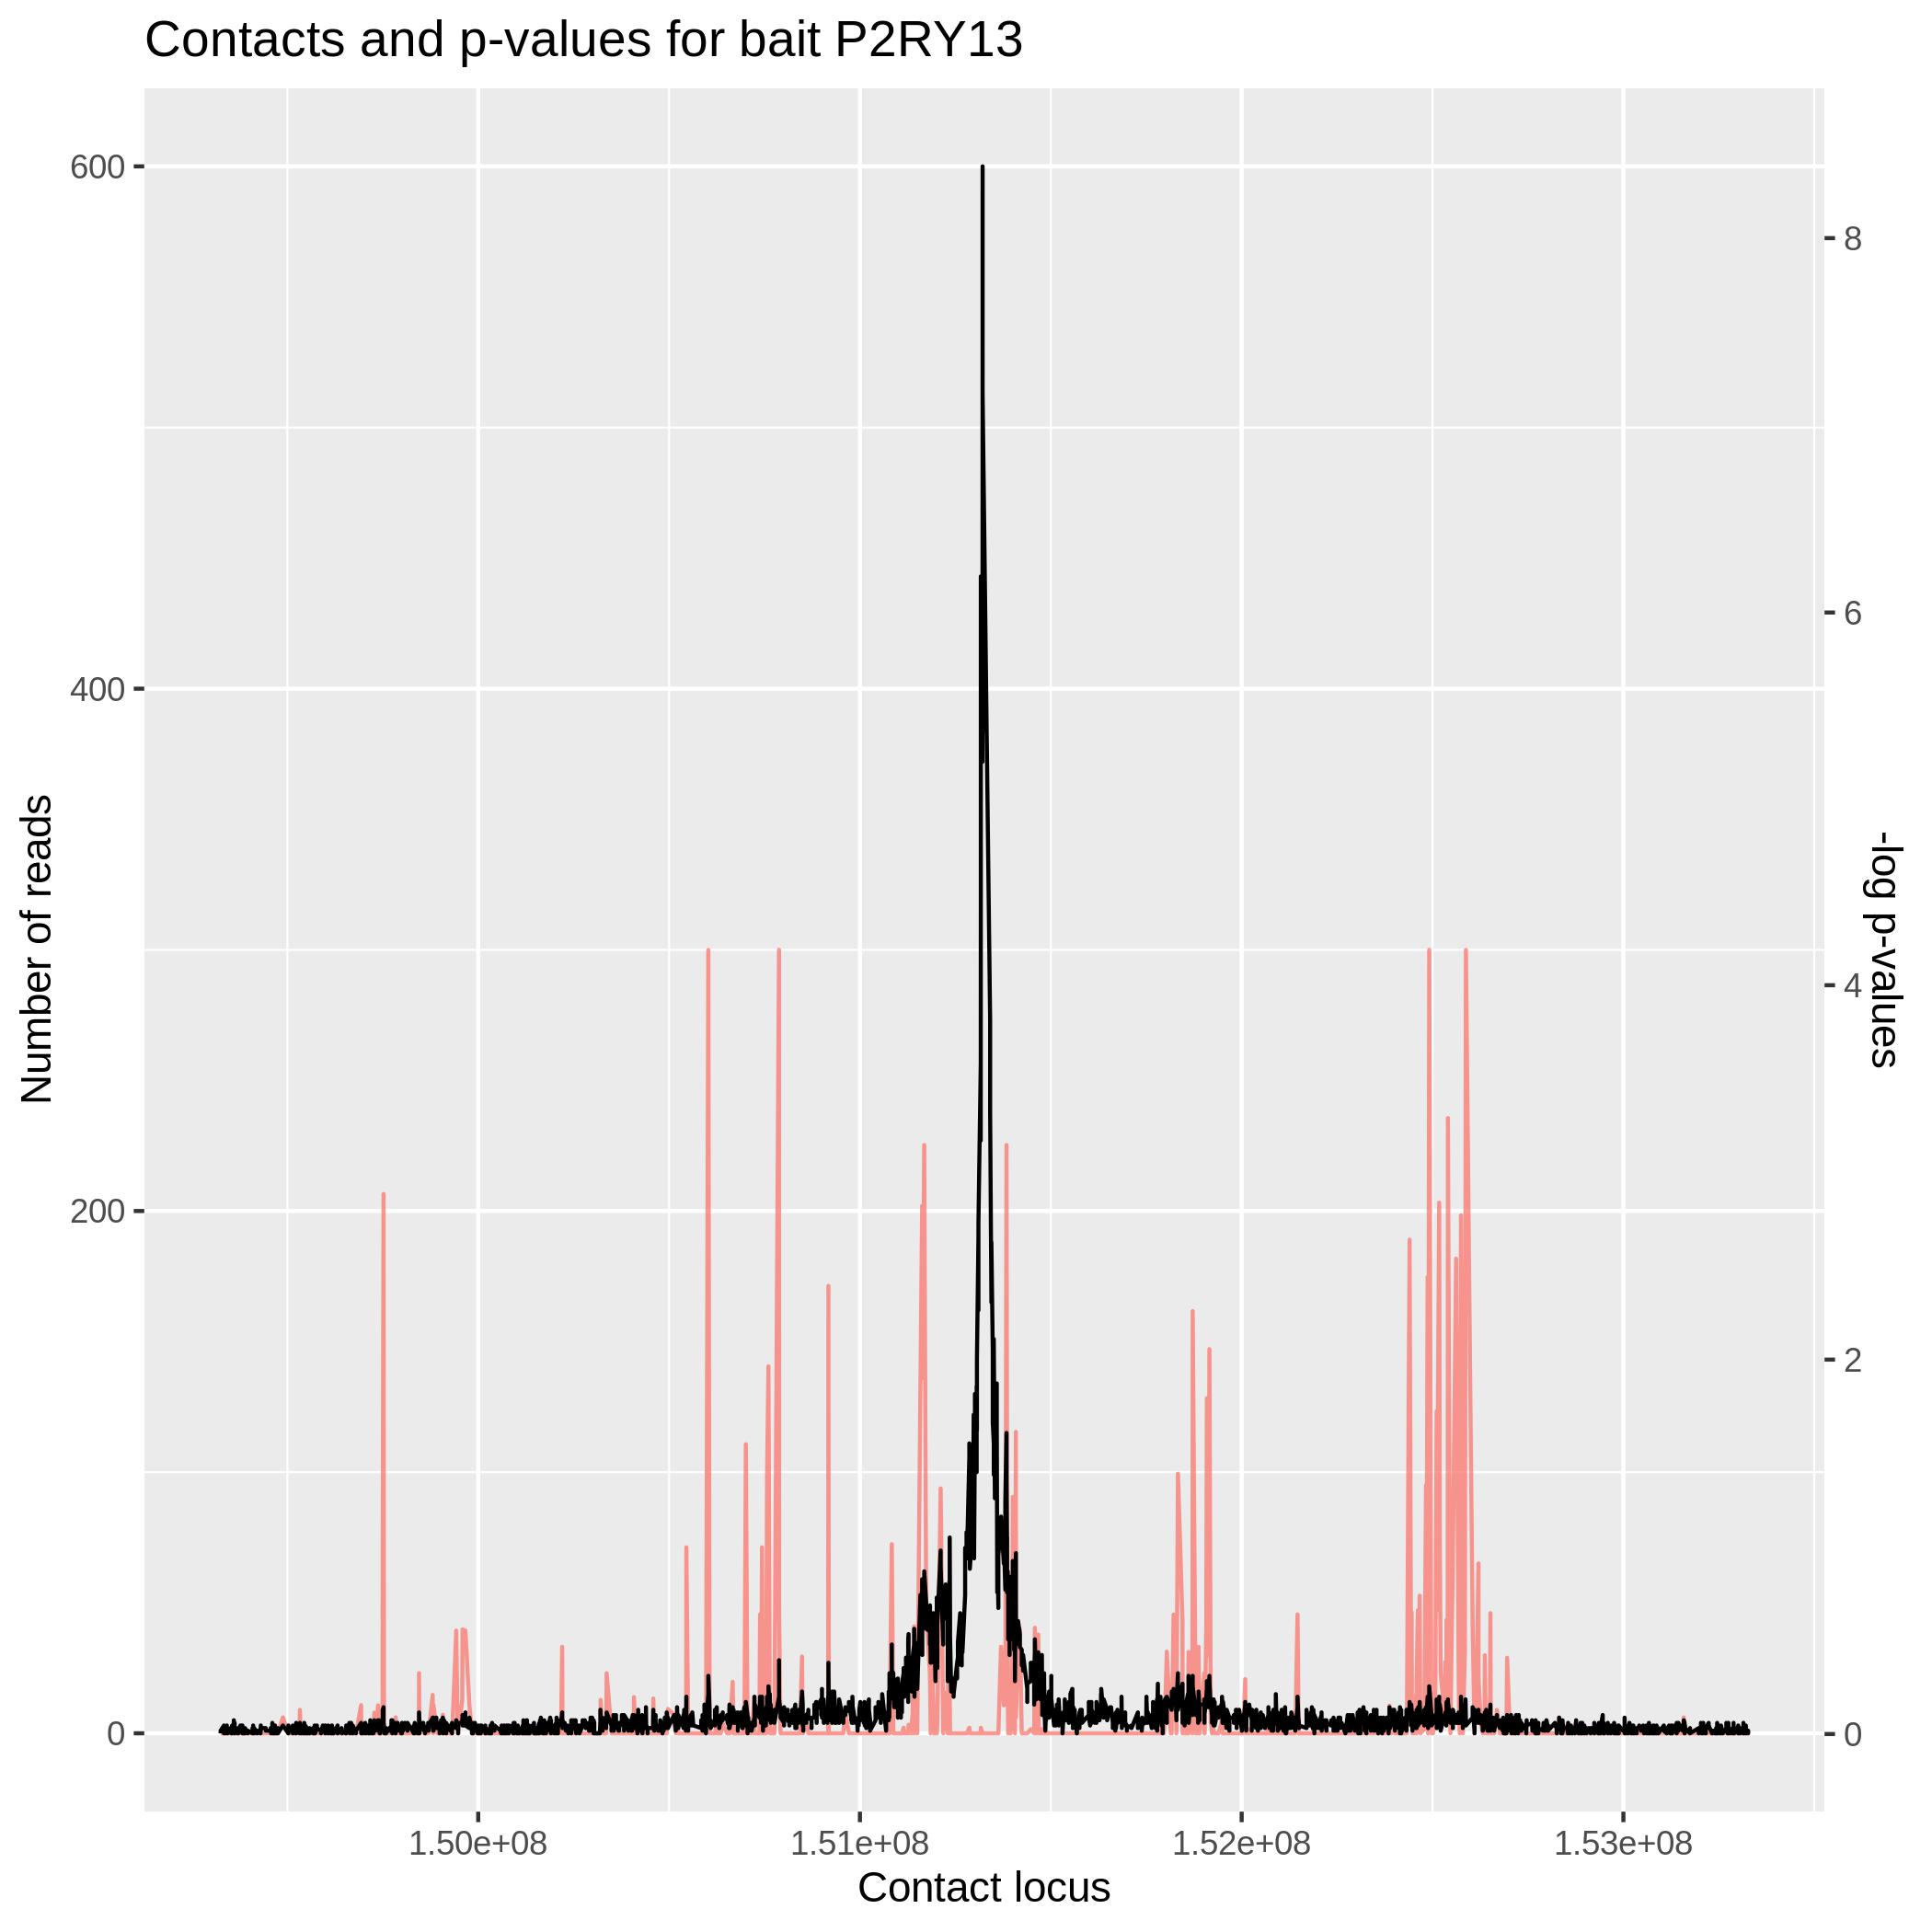 Contacts and p-values for bait P2RY13
Number of reads
600
400
200
0
8
6
4
2
0
-log p-values
1.50e+08
1.51e+08
1.52e+08
1.53e+08
Contact locus